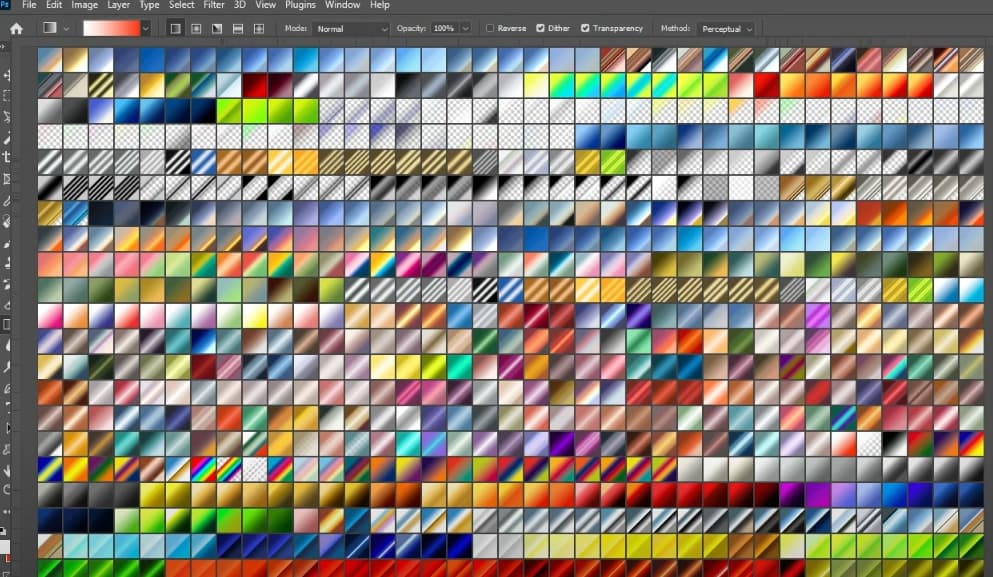 Ps File Edit Image Layer Type Select Filter 3D View Plugins Window Help
Mode: Normal Opacity: 100% Reverse Dither Transparency Method: Perceptual